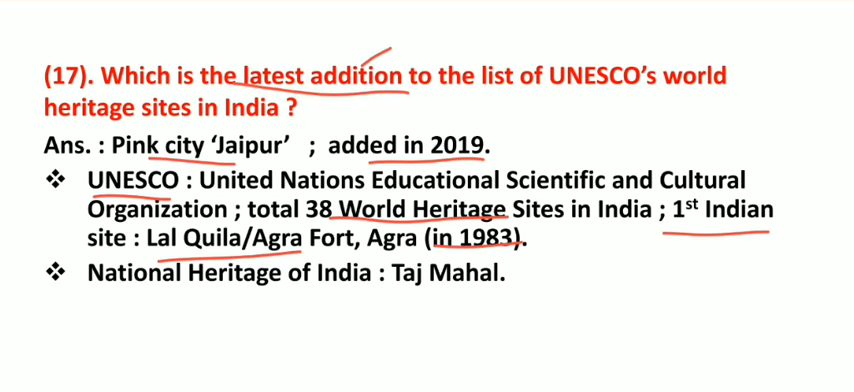 (17). Which is the latest addition to the list of UNESCO's world
heritage sites in India ?
Ans. : Pink city 'Jaipur' ; added in 2019.
❖ UNESCO : United Nations Educational Scientific and Cultural
Organization ; total 38 World Heritage Sites in India ; 1st Indian
site : Lal Quila/Agra Fort, Agra (in 1983).
❖ National Heritage of India : Taj Mahal.